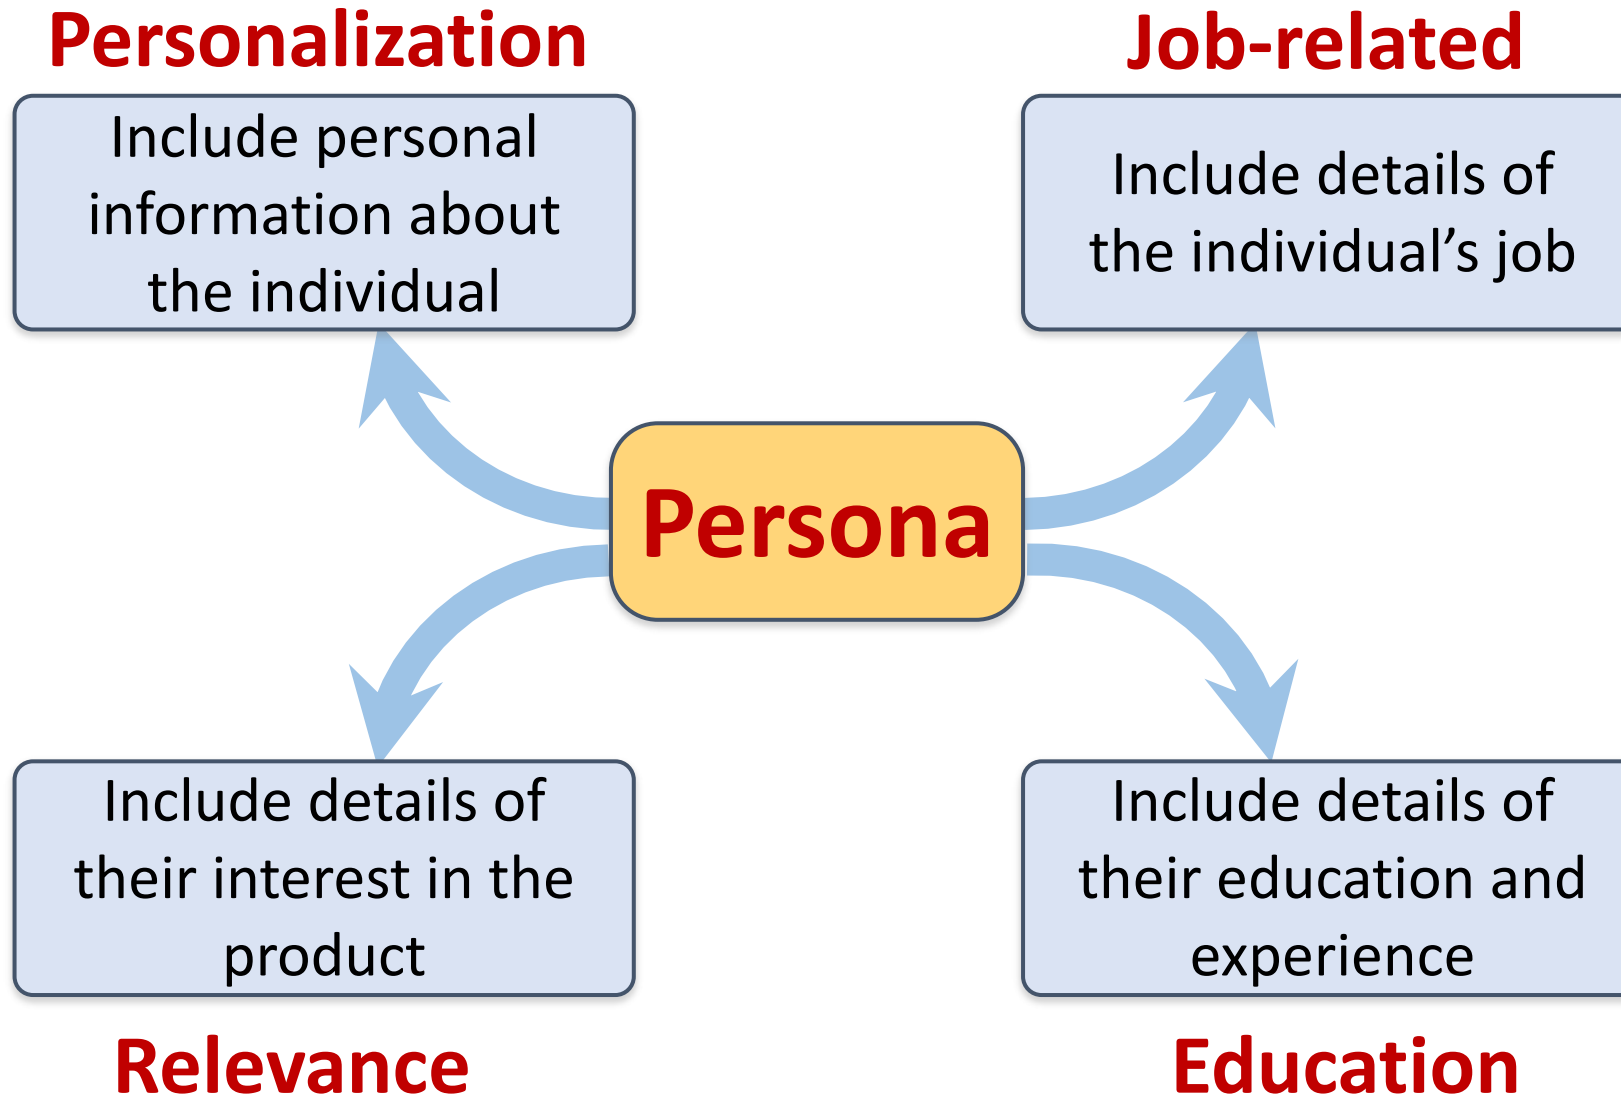 Personalization
Include personal
information about
the individual
Job-related
Include details of
the individual’s job
Persona
Include details of
their interest in the
product
Relevance
Include details of
their education and
experience
Education